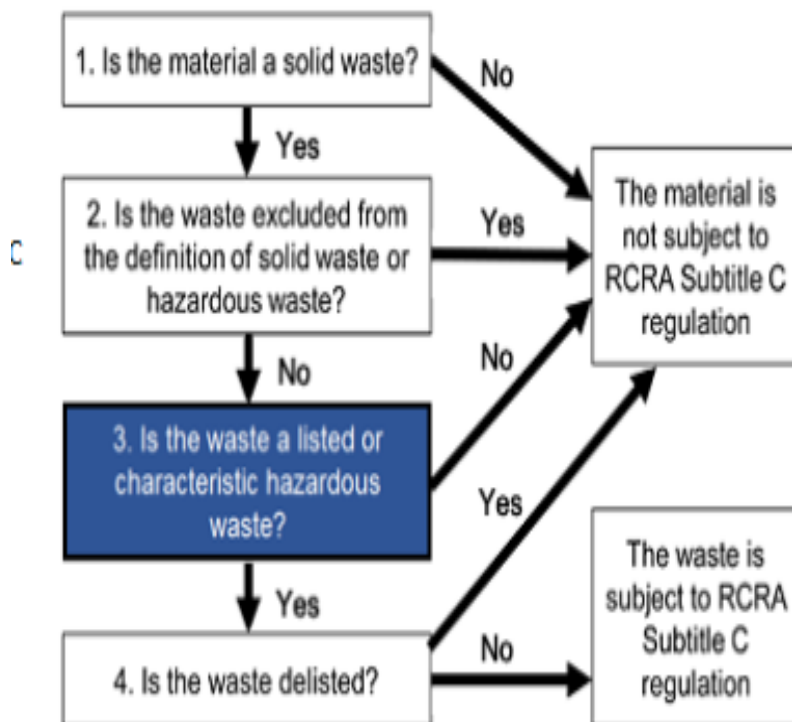 1. Is the material a solid waste?
No
Yes
2. Is the waste excluded from
the definition of solid waste or
hazardous waste?
Yes
The material is
not subject to
RCRA Subtitle C
regulation
C
No
No
3. Is the waste a listed or
characteristic hazardous
waste?
Yes
Yes
The waste is
subject to RCRA
Subtitle C
regulation
4. Is the waste delisted?
No